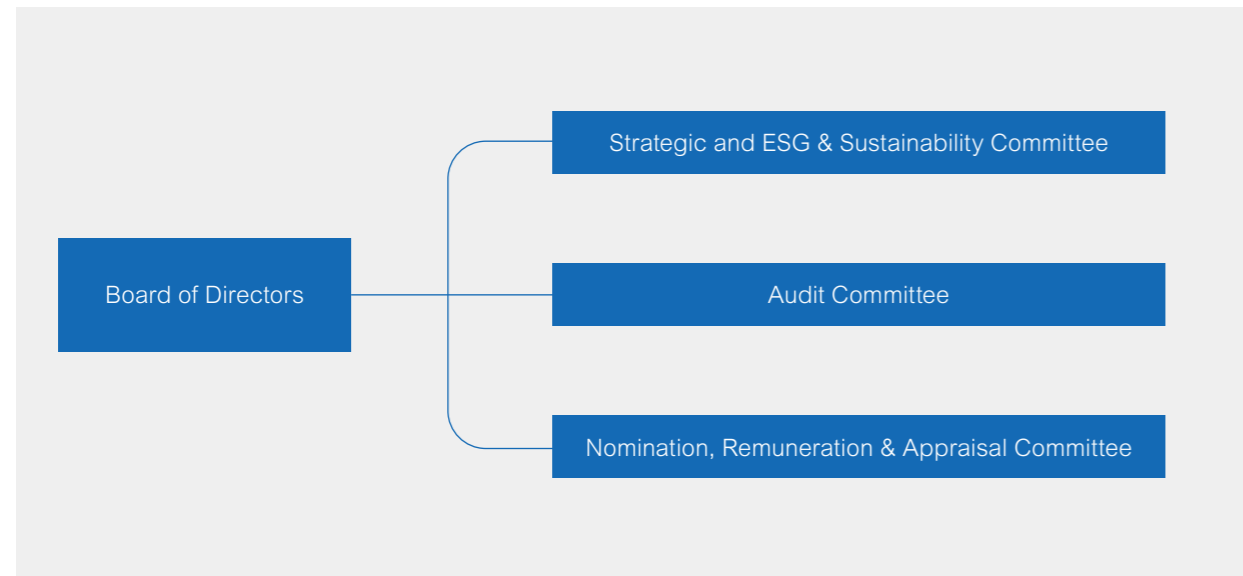 Strategic and ESG & Sustainability Committee
Board of Directors
Audit Committee
Nomination, Remuneration & Appraisal Committee